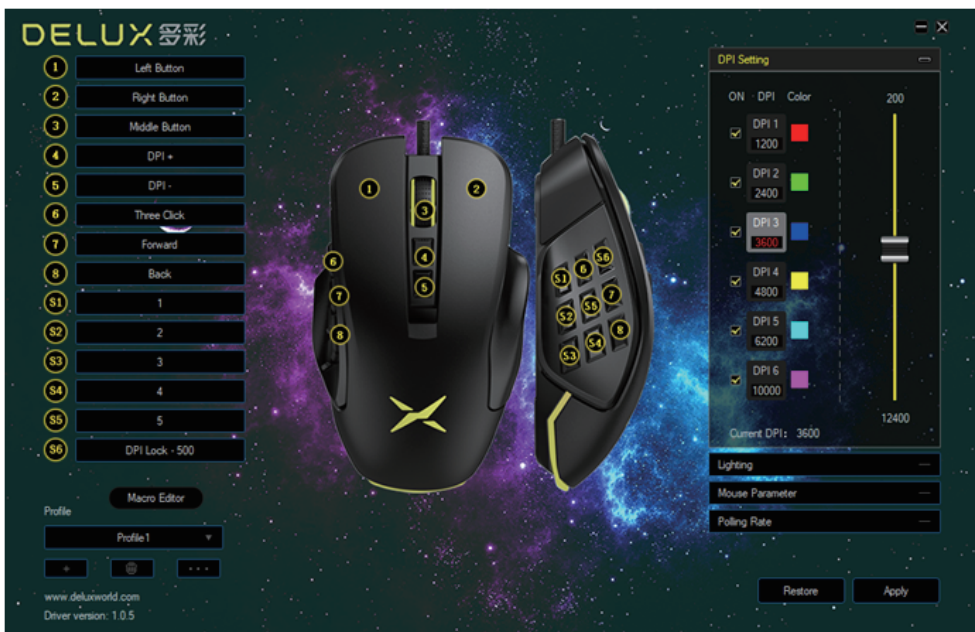 DELUX多彩
1 Left Button
2 Right Button
3 Middle Button
4 DPI +
5 DPI -
6 Three Click
7 Forward
8 Back
S1 1
S2 2
S3 3
S4 4
S5 5
S6 DPI Lock - 500
Macro Editor
Profile
Profile1
+
...
www.deluxworld.com
Driver version: 1.0.5
1
2
3
4
5
6
7
8
S1 6 S6
S2 S5 7
S3 S4 8
DPI Setting
ON DPI Color
DPI 1
1200
DPI 2
2400
DPI 3
3600
DPI 4
4800
DPI 5
6200
DPI 6
10000
Current DPI: 3600
200
12400
Lighting
Mouse Parameter
Polling Rate
Restore
Apply